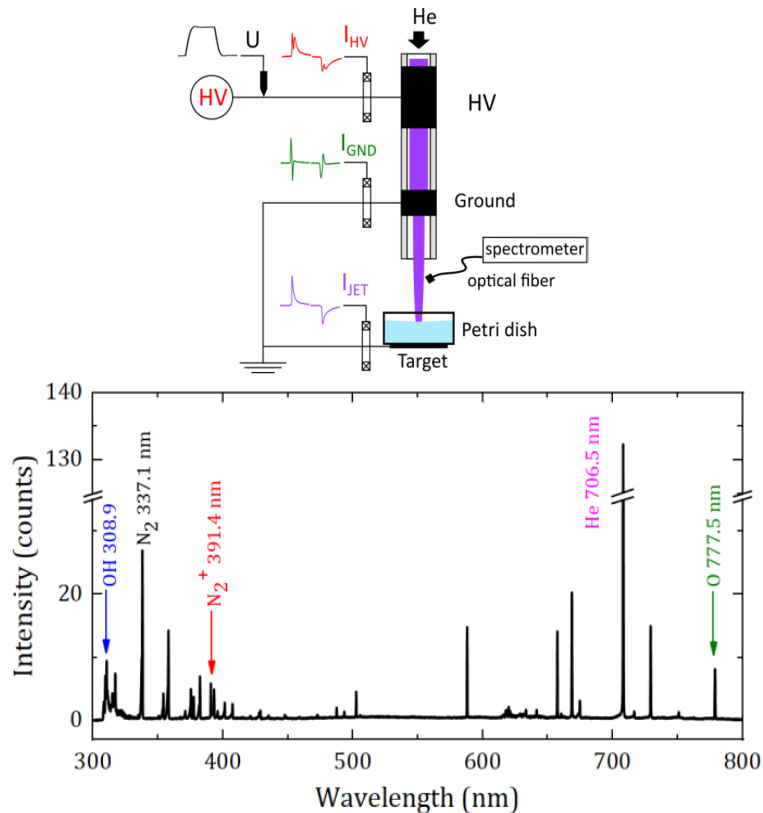 He
U
I_HV
HV
HV
I_GND
Ground
spectrometer
optical fiber
I_JET
Petri dish
Target
140
130
20
0
Intensity (counts)
OH 308.9
N₂ 337.1 nm
N₂⁺ 391.4 nm
He 706.5 nm
O 777.5 nm
300
400
500
600
700
800
Wavelength (nm)